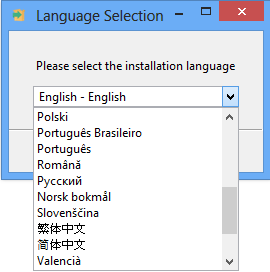 Language Selection
Please select the installation language
English - English
Polski
Português Brasileiro
Português
Română
Русский
Norsk bokmål
Slovenščina
繁体中文
简体中文
Valencià